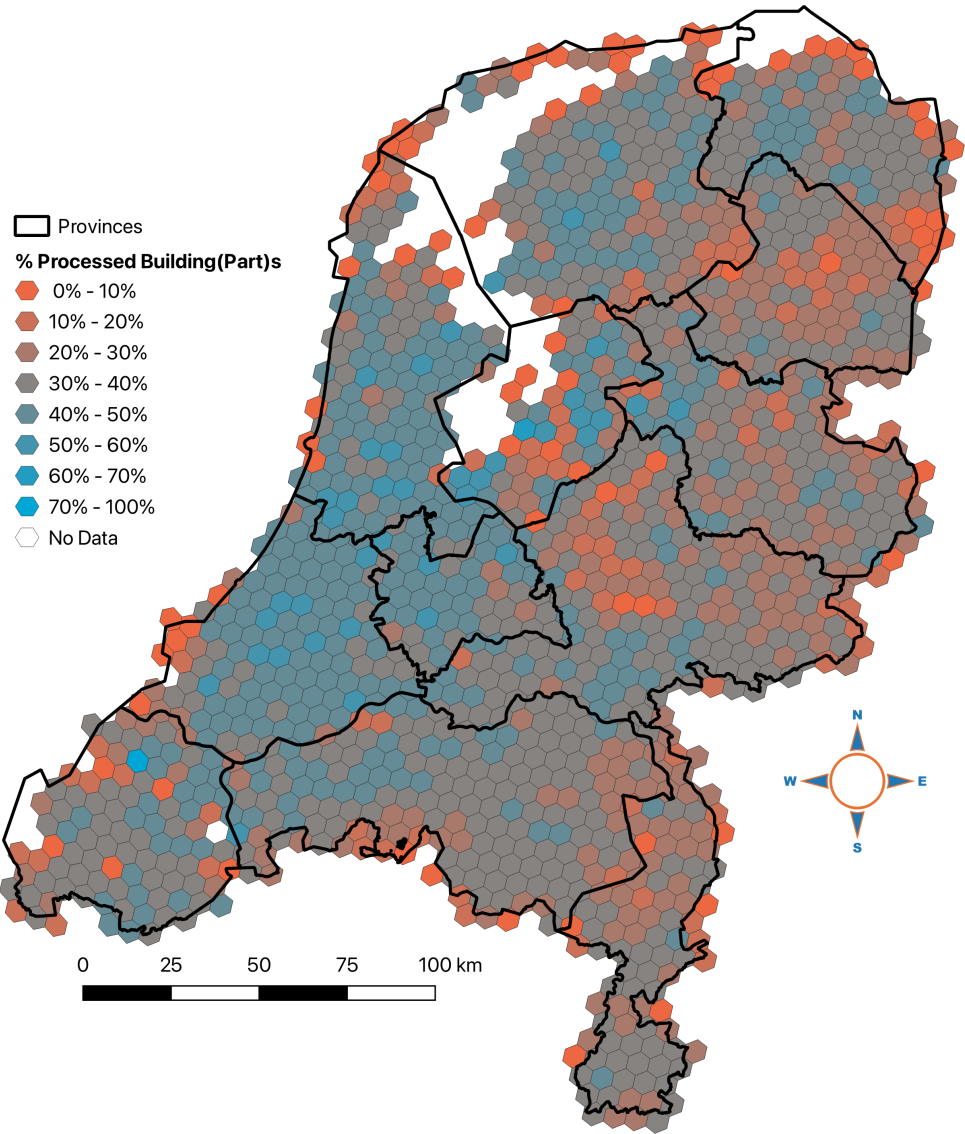 Provinces
% Processed Building(Part)s
0% - 10%
10% - 20%
20% - 30%
30% - 40%
40% - 50%
50% - 60%
60% - 70%
70% - 100%
No Data
N
W E
S
0 25 50 75 100 km